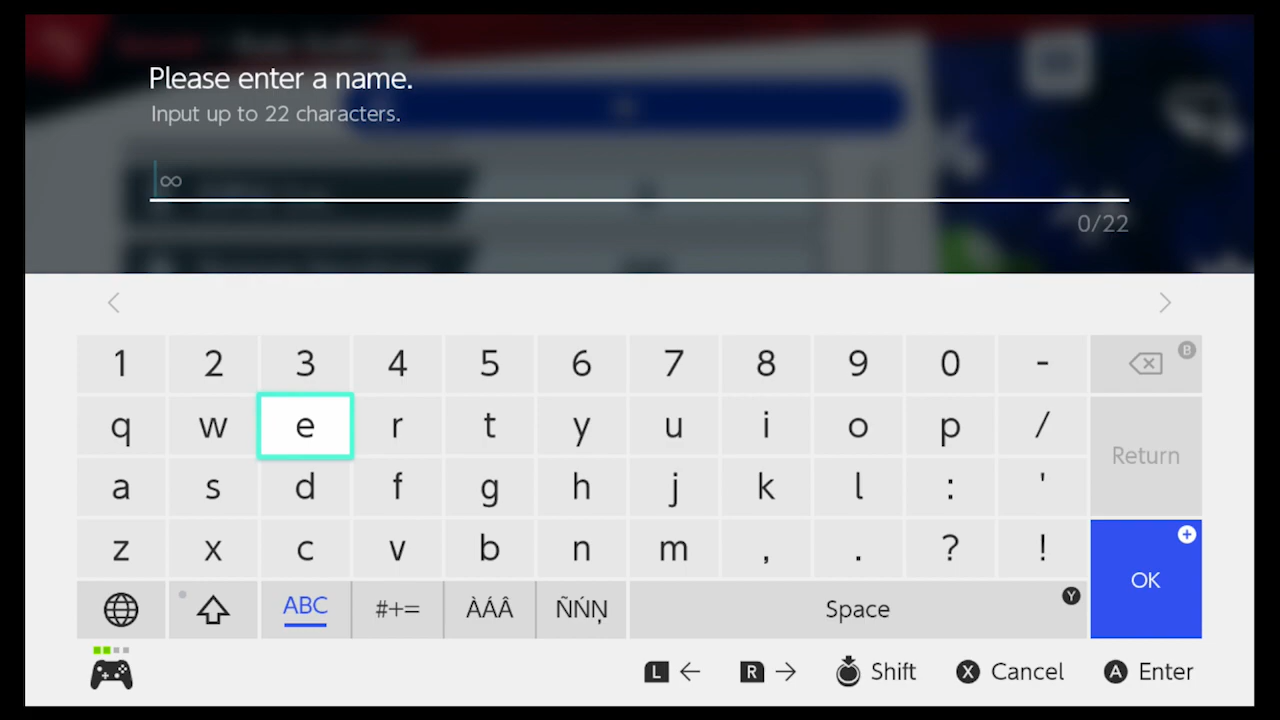 Please enter a name.
Input up to 22 characters.
∞
0/22
1 2 3 4 5 6 7 8 9 0 - B
q w e r t y u i o p /
Return
a s d f g h j k l : '
z x c v b n m , . ? ! +
OK
ABC #+= ÀÁÂ ÑŃŅ Space Y
L ← R → Shift X Cancel A Enter